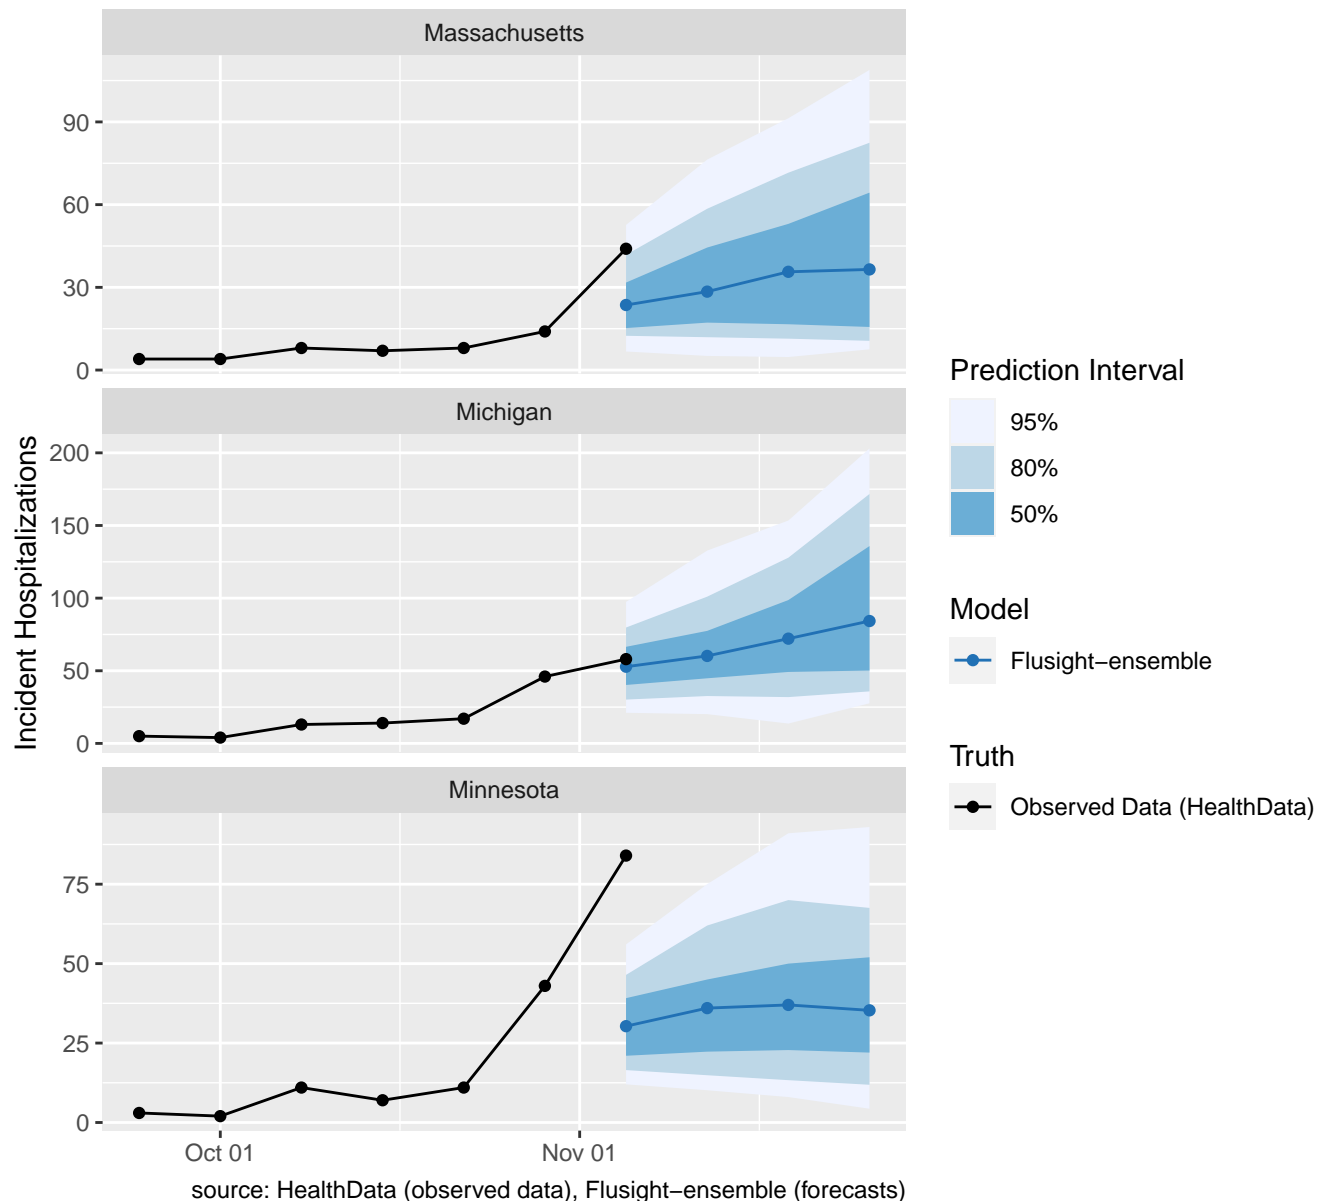 Massachusetts
90
60
30
0
Michigan
200
150
100
50
0
Minnesota
75
50
25
0
Incident Hospitalizations
Oct 01
Nov 01
source: HealthData (observed data), Flusight−ensemble (forecasts)
Prediction Interval
95%
80%
50%
Model
Flusight−ensemble
Truth
Observed Data (HealthData)